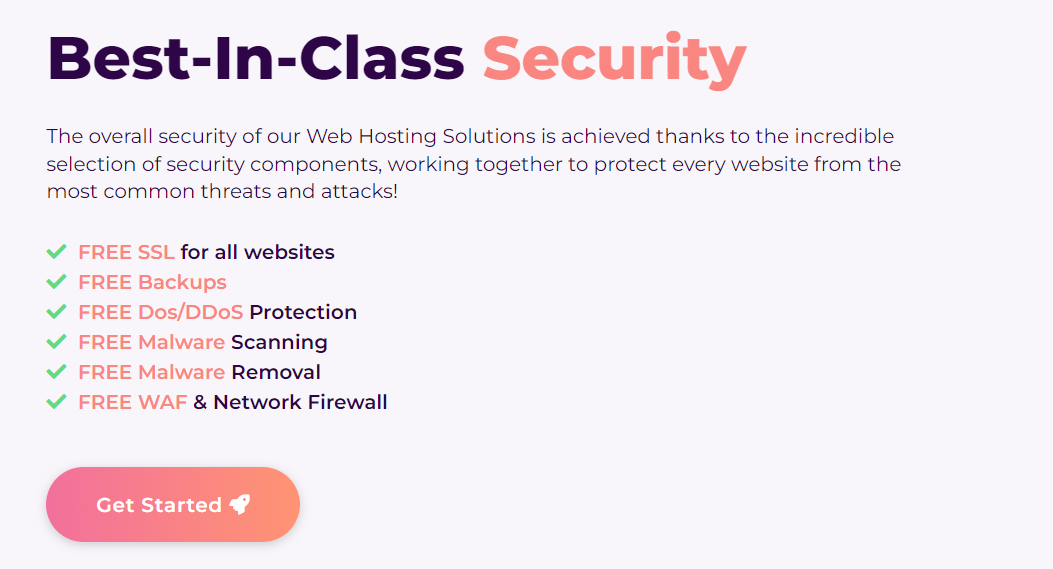 Best-In-Class Security
The overall security of our Web Hosting Solutions is achieved thanks to the incredible
selection of security components, working together to protect every website from the
most common threats and attacks!
FREE SSL for all websites
FREE Backups
FREE Dos/DDoS Protection
FREE Malware Scanning
FREE Malware Removal
FREE WAF & Network Firewall
Get Started